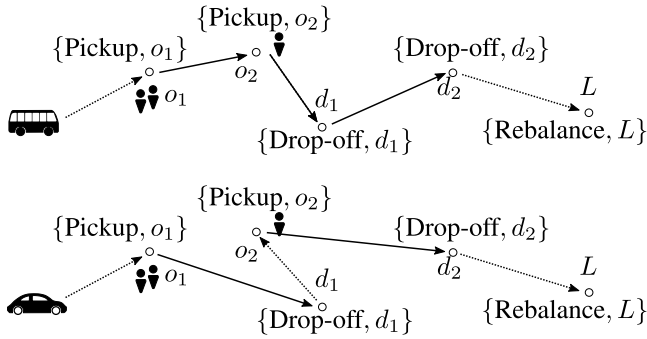 {Pickup, o₂}
{Pickup, o₁}
{Drop-off, d₂}
o₂
o₁
d₁
d₂
L
{Drop-off, d₁}
{Rebalance, L}
{Pickup, o₂}
{Pickup, o₁}
{Drop-off, d₂}
o₂
o₁
d₁
d₂
L
{Drop-off, d₁}
{Rebalance, L}